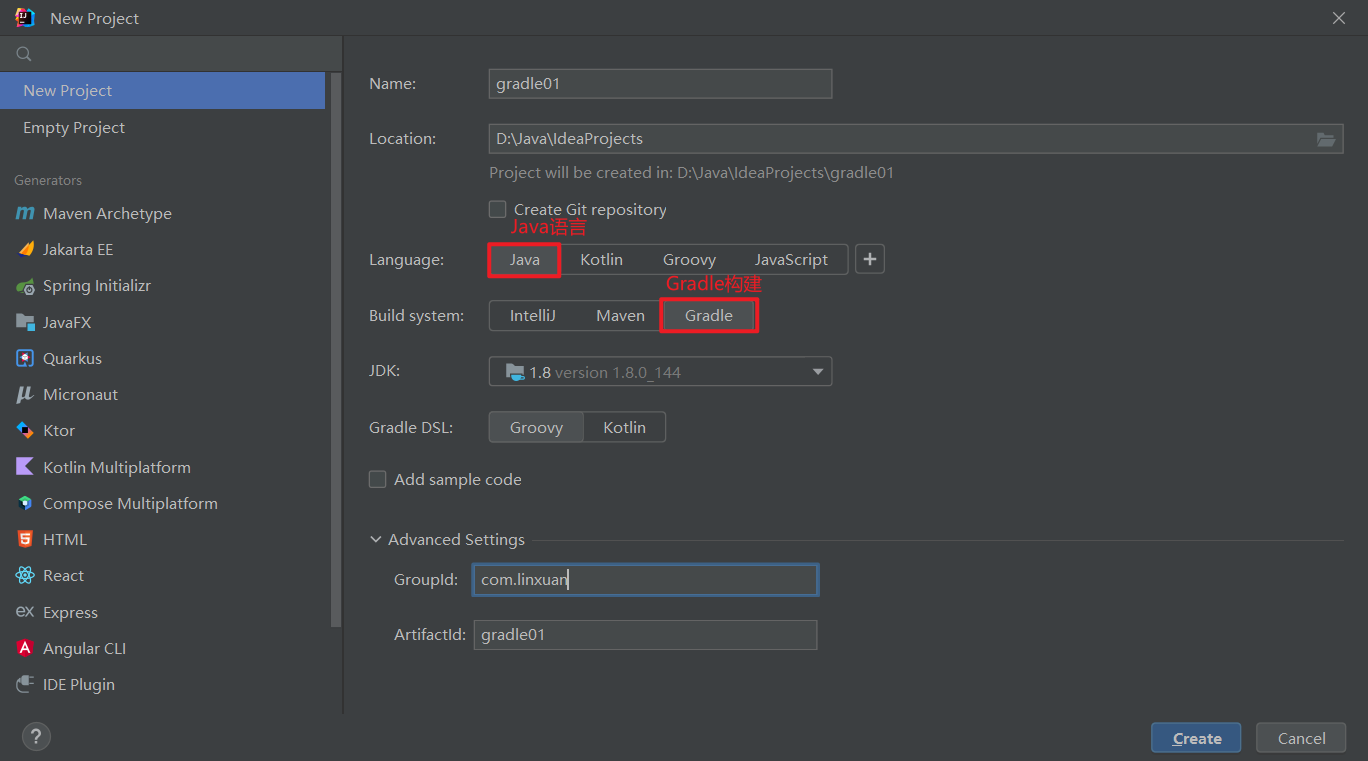 New Project
New Project
Empty Project
Generators
Maven Archetype
Jakarta EE
Spring Initializr
JavaFX
Quarkus
Micronaut
Ktor
Kotlin Multiplatform
Compose Multiplatform
HTML
React
Express
Angular CLI
IDE Plugin
Name: gradle01
Location: D:\Java\IdeaProjects
Project will be created in: D:\Java\IdeaProjects\gradle01
Create Git repository
Java语言
Language: Java Kotlin Groovy JavaScript +
Gradle构建
Build system: IntelliJ Maven Gradle
JDK: 1.8 version 1.8.0_144
Gradle DSL: Groovy Kotlin
Add sample code
Advanced Settings
GroupId: com.linxuan
ArtifactId: gradle01
? Create Cancel